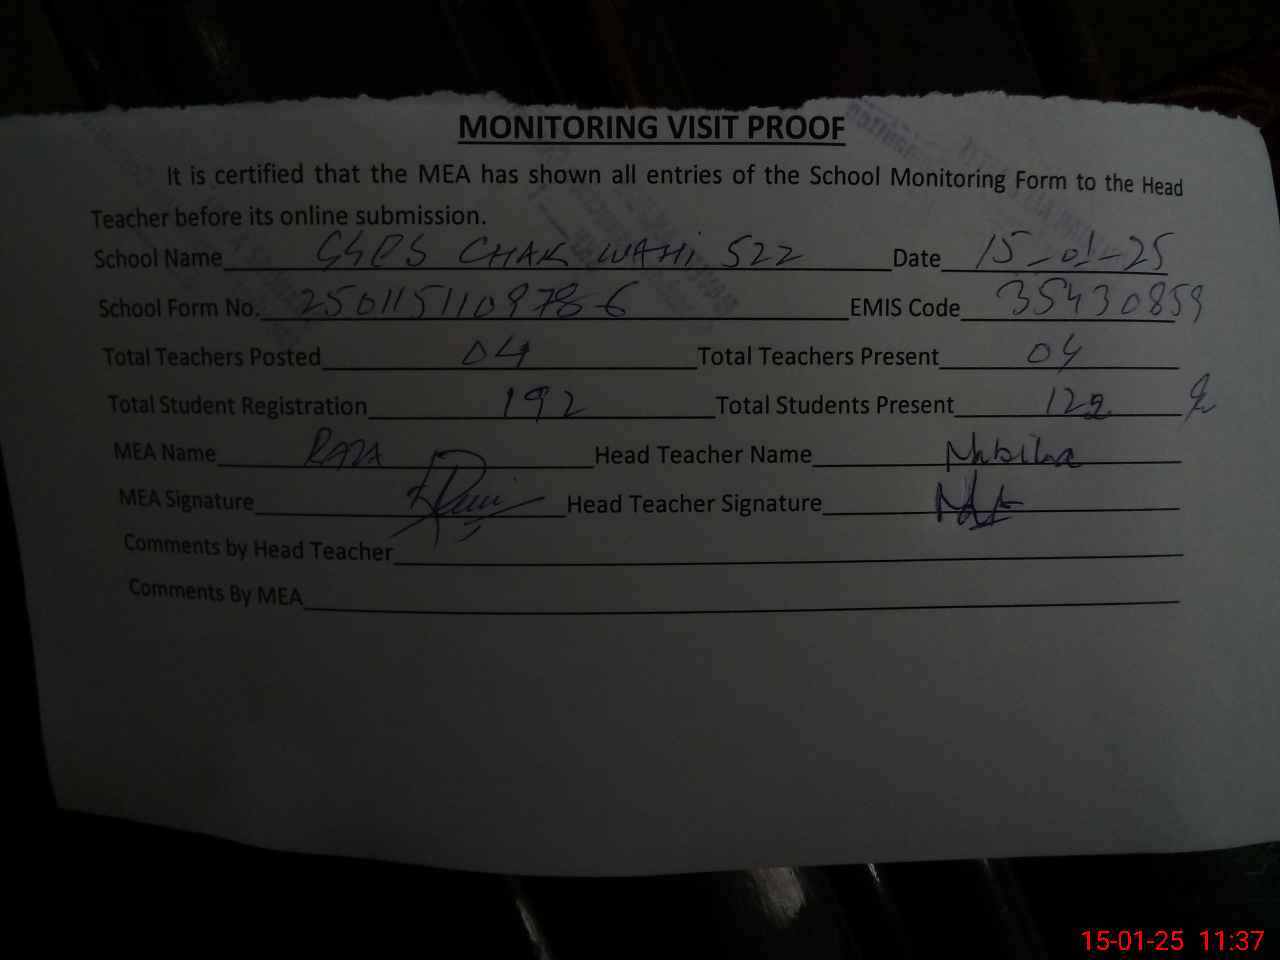 MONITORING VISIT PROOF
It is certified that the MEA has shown all entries of the School Monitoring Form to the Head
Teacher before its online submission.
School Name GGPS CHAK WAHI 522 Date 15-01-25
School Form No. 2501151109786 EMIS Code 35430859
Total Teachers Posted 04 Total Teachers Present 04
Total Student Registration 192 Total Students Present 122
MEA Name RAZA Head Teacher Name Nabila
MEA Signature Head Teacher Signature
Comments by Head Teacher
Comments By MEA
15-01-25 11:37